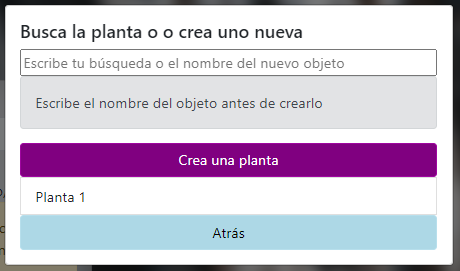 Busca la planta o o crea uno nueva
Escribe tu búsqueda o el nombre del nuevo objeto
Escribe el nombre del objeto antes de crearlo
Crea una planta
Planta 1
Atrás